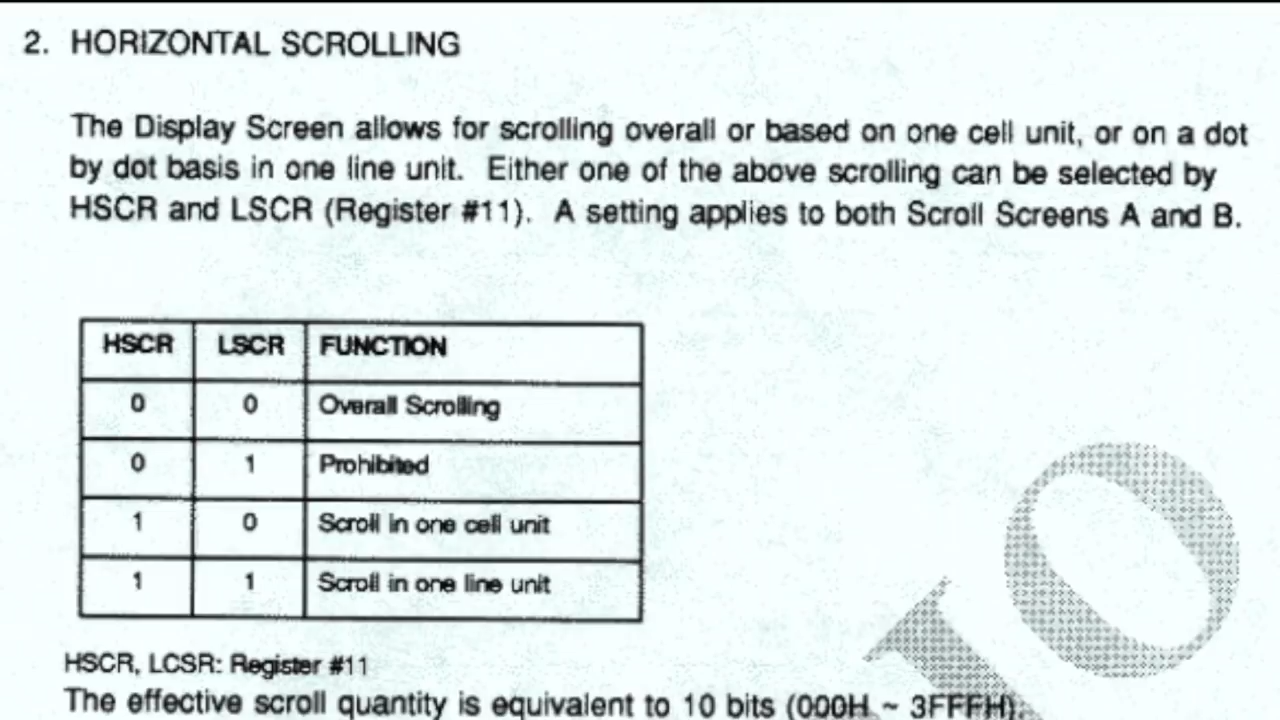 2. HORIZONTAL SCROLLING
The Display Screen allows for scrolling overall or based on one cell unit, or on a dot
by dot basis in one line unit. Either one of the above scrolling can be selected by
HSCR and LSCR (Register #11). A setting applies to both Scroll Screens A and B.
HSCR LSCR FUNCTION
0 0 Overall Scrolling
0 1 Prohibited
1 0 Scroll in one cell unit
1 1 Scroll in one line unit
HSCR, LCSR: Register #11
The effective scroll quantity is equivalent to 10 bits (000H ~ 3FFFH).